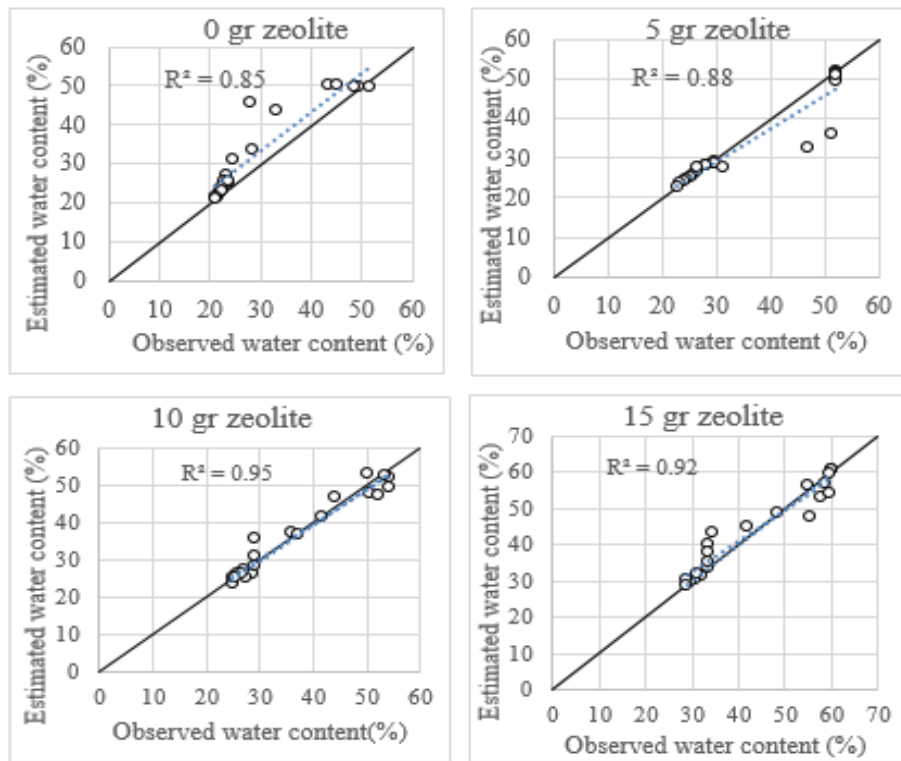 0 gr zeolite
R² = 0.85
Estimated water content (%)
60
50
40
30
20
10
0
0 10 20 30 40 50 60
Observed water content (%)
5 gr zeolite
R² = 0.88
Estimated water content (%)
60
50
40
30
20
10
0
0 10 20 30 40 50 60
Observed water content (%)
10 gr zeolite
R² = 0.95
Estimated water content (%)
60
50
40
30
20
10
0
0 10 20 30 40 50 60
Observed water content(%)
15 gr zeolite
R² = 0.92
Estimated water content (%)
70
60
50
40
30
20
10
0
0 10 20 30 40 50 60 70
Observed water content (%)